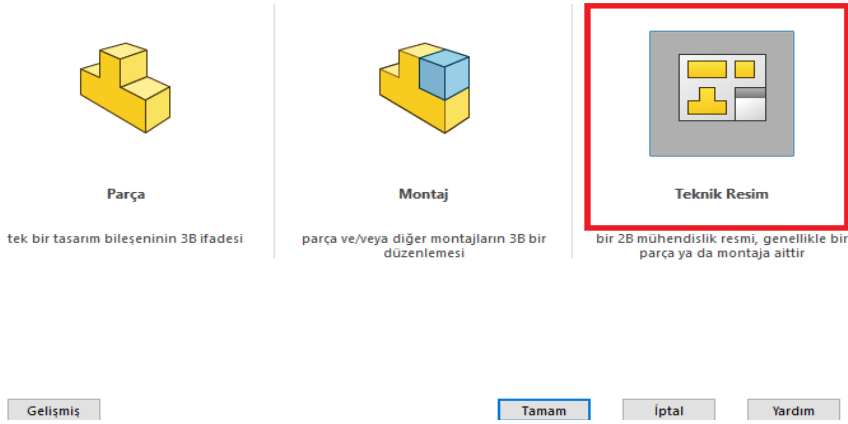 Parça
tek bir tasarım bileşeninin 3B ifadesi
Montaj
parça ve/veya diğer montajların 3B bir
düzenlemesi
Teknik Resim
bir 2B mühendislik resmi, genellikle bir
parça ya da montaja aittir
Gelişmiş
Tamam
İptal
Yardım